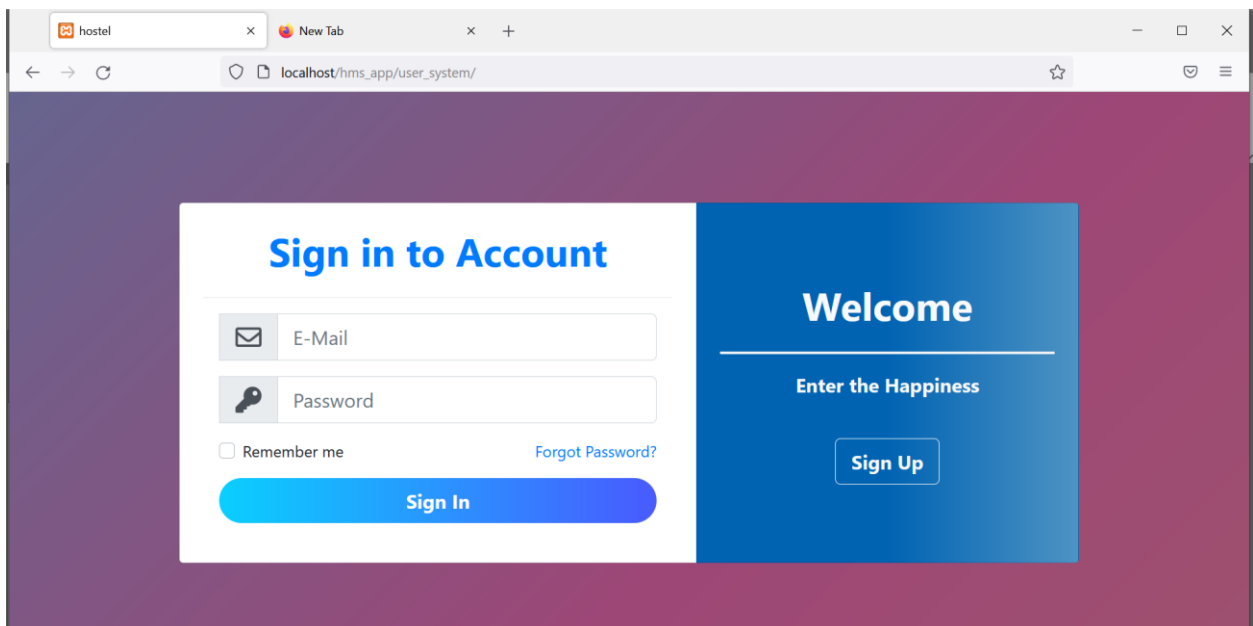 hostel
New Tab
localhost/hms_app/user_system/
Sign in to Account
E-Mail
Password
Remember me
Forgot Password?
Sign In
Welcome
Enter the Happiness
Sign Up